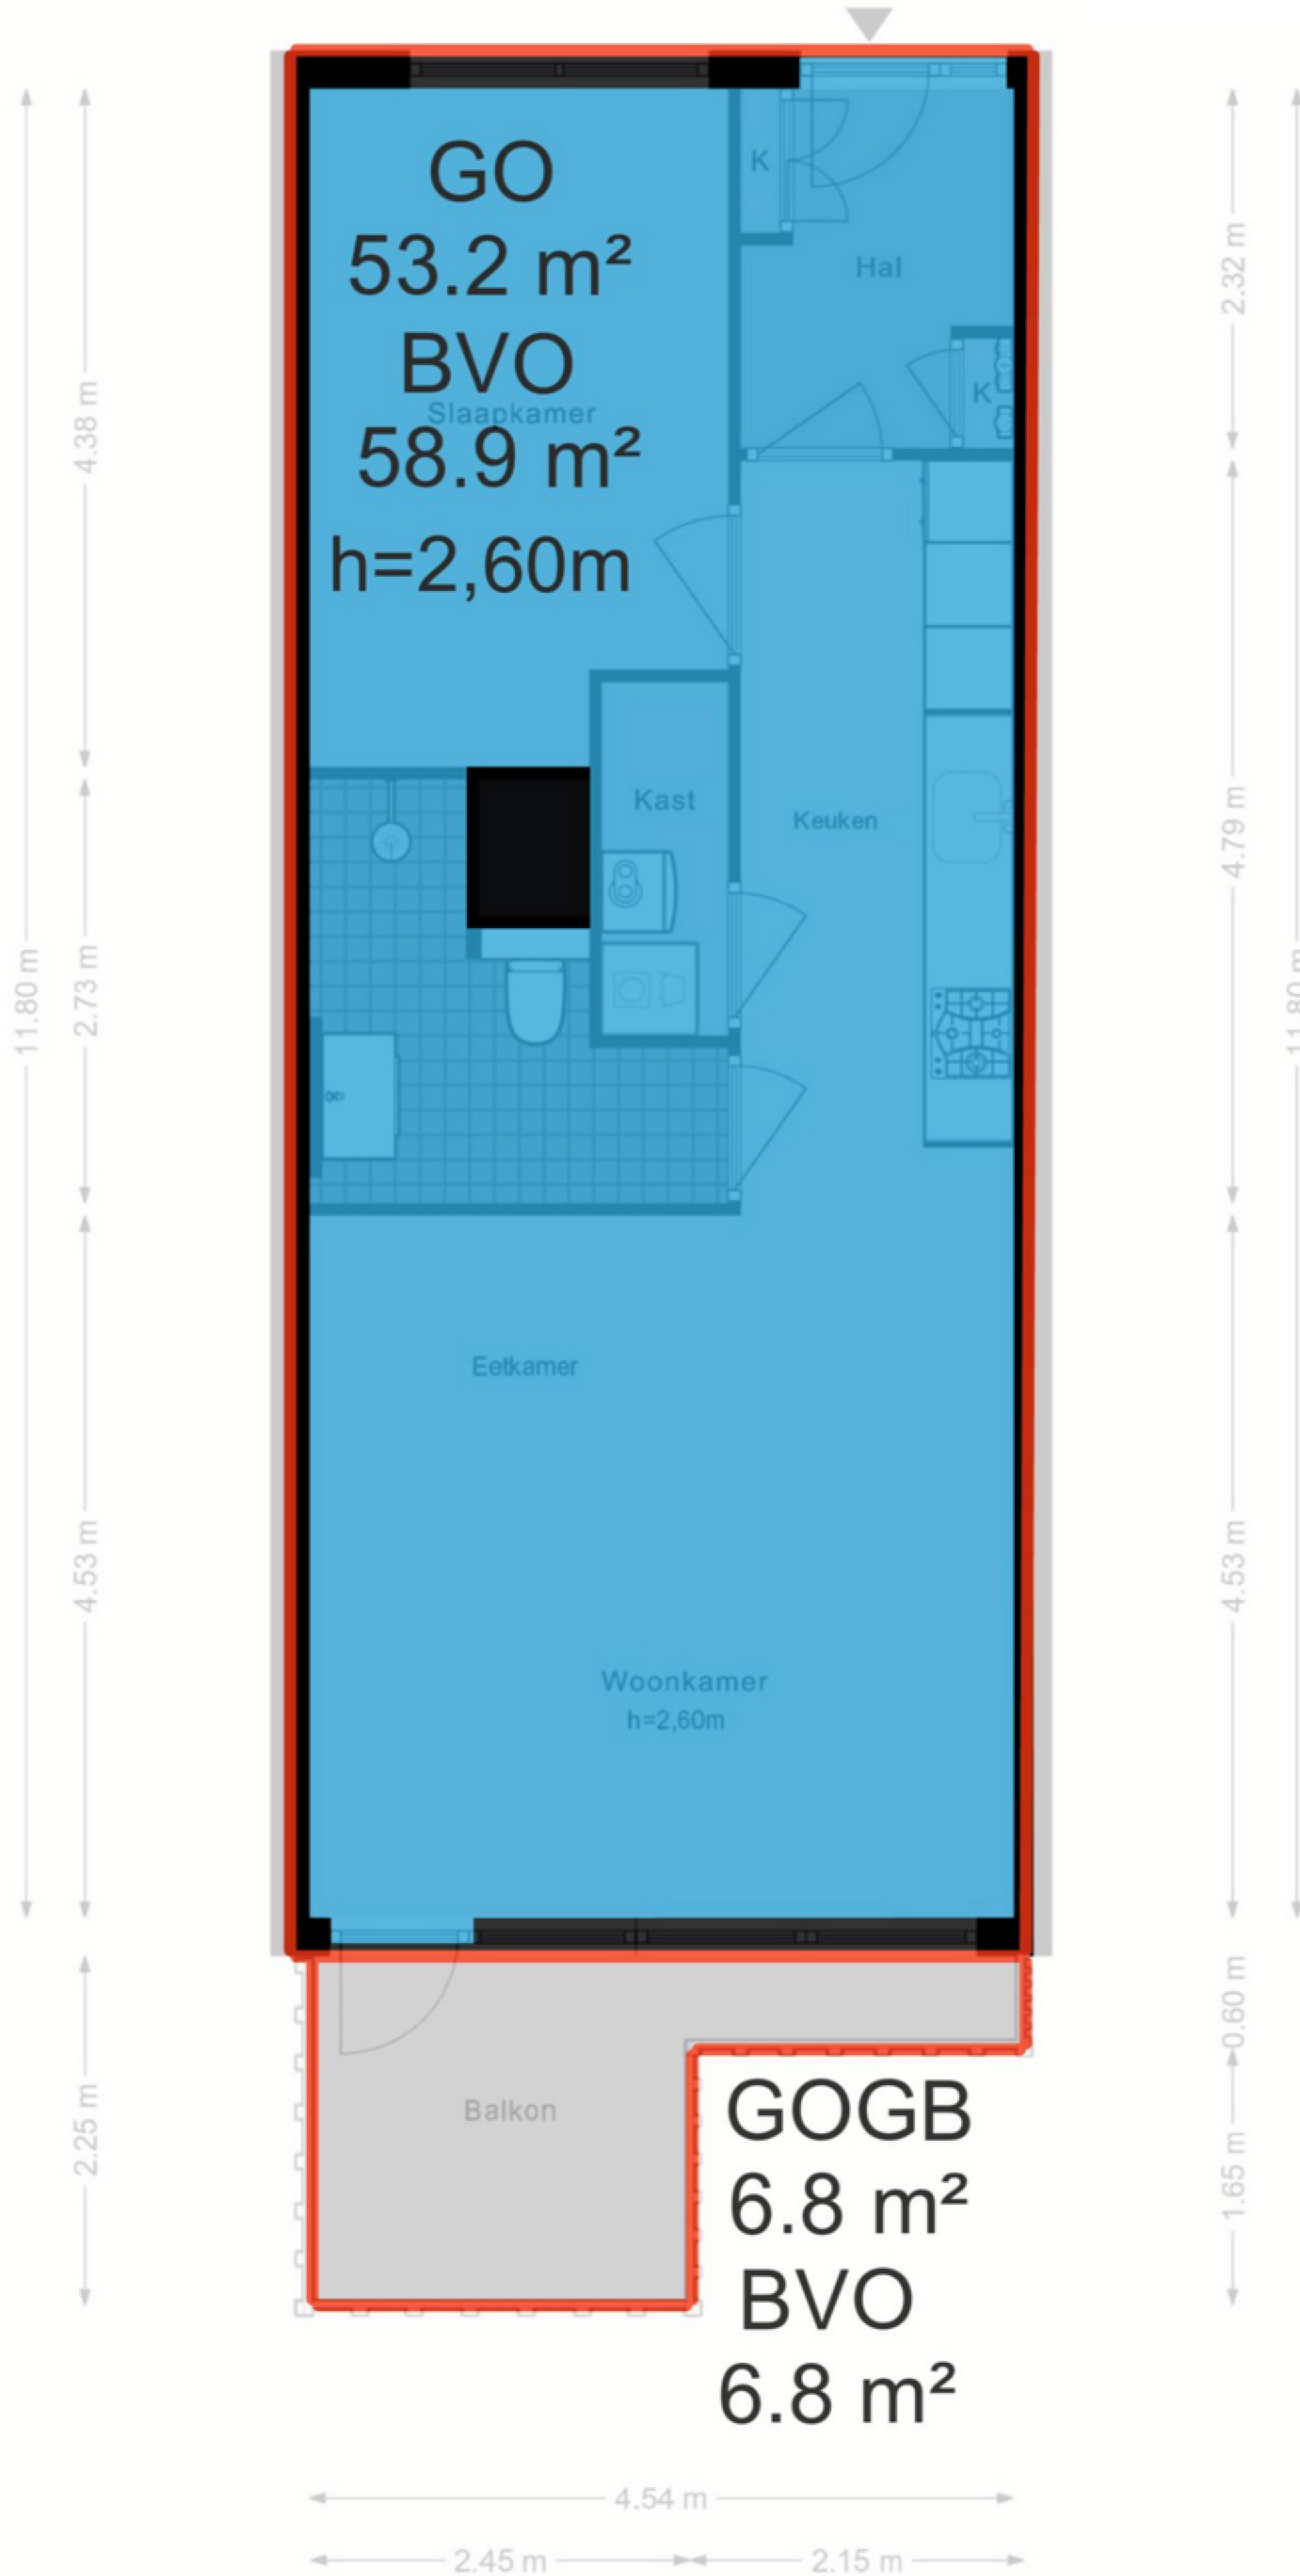 GO
53.2 m²
BVO
Slaapkamer
58.9 m²
h=2,60m
K
Hal
K
2.32 m
4.38 m
Kast
Keuken
4.79 m
11.80 m
2.73 m
11.80 m
Eetkamer
4.53 m
4.53 m
Woonkamer
h=2,60m
0.60 m
Balkon
GOGB
6.8 m²
BVO
6.8 m²
2.25 m
1.65 m
4.54 m
2.45 m
2.15 m